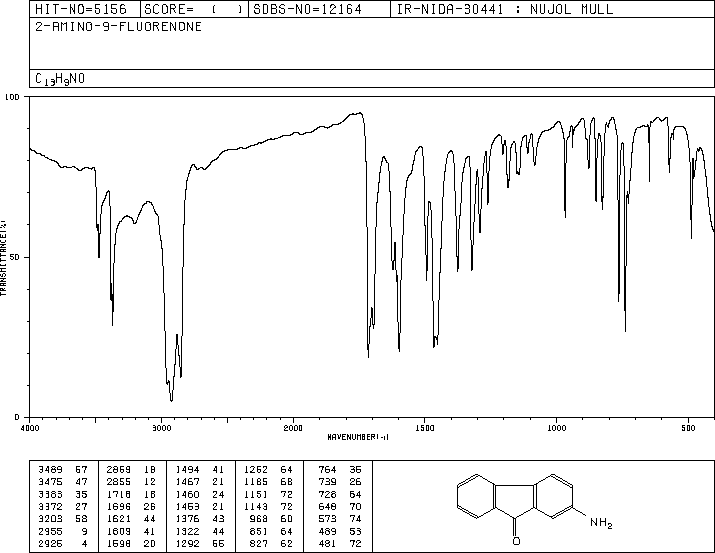 HIT-NO=5156 SCORE= ( ) SDBS-NO=12164 IR-NIDA-30441 : NUJOL MULL
2-AMINO-9-FLUORENONE
C13H9NO
100
50
0
TRANSMITTANCE(%)
4000 3000 2000 1500 1000 500
WAVENUMBER(-1)
3489 57 2869 18 1494 41 1262 64 764 35
3475 47 2855 12 1467 21 1185 68 739 26
3383 35 1718 18 1460 24 1151 72 728 64
3372 27 1696 26 1453 21 1143 72 648 70
3203 58 1621 44 1376 43 968 60 573 74
2955 9 1609 41 1322 44 851 64 489 53
2925 4 1598 20 1292 55 827 62 481 72
NH2
O